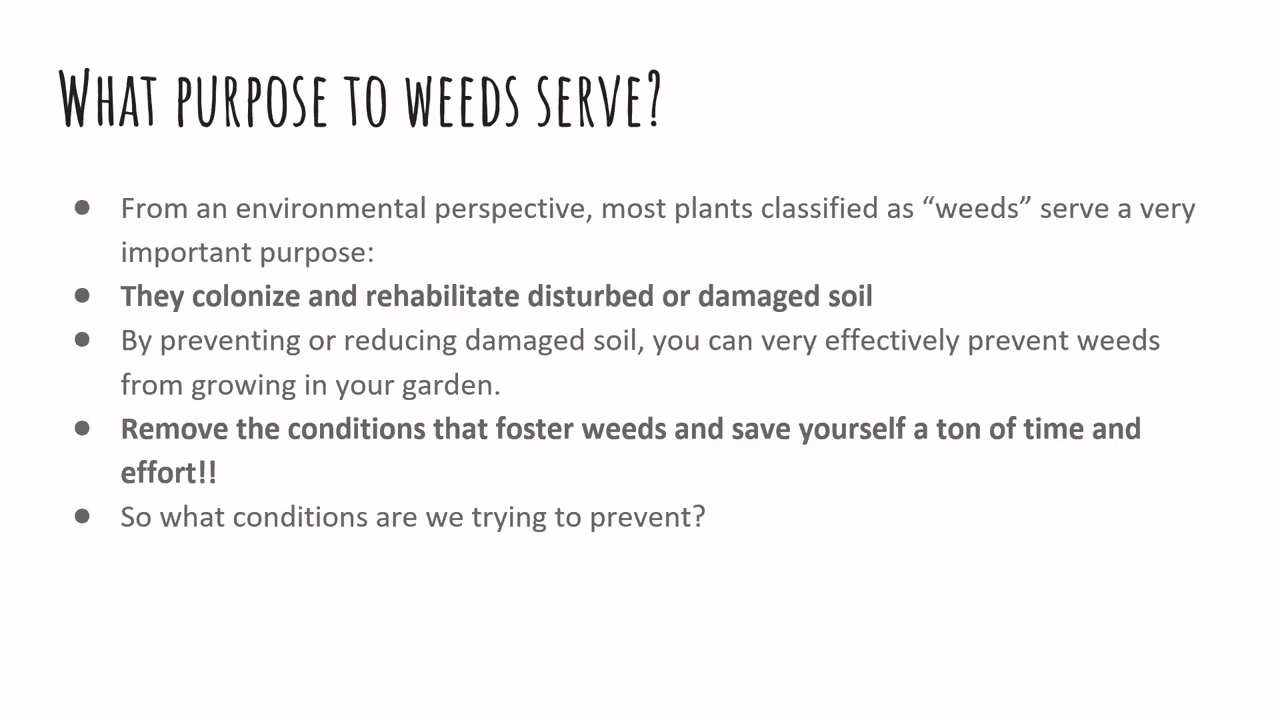 What purpose to weeds serve?
● From an environmental perspective, most plants classified as “weeds” serve a very
important purpose:
● They colonize and rehabilitate disturbed or damaged soil
● By preventing or reducing damaged soil, you can very effectively prevent weeds
from growing in your garden.
● Remove the conditions that foster weeds and save yourself a ton of time and
effort!!
● So what conditions are we trying to prevent?